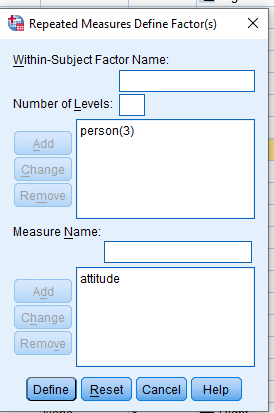 Repeated Measures Define Factor(s)
Within-Subject Factor Name:
Number of Levels:
Add
Change
Remove
person(3)
Measure Name:
Add
Change
Remove
attitude
Define Reset Cancel Help